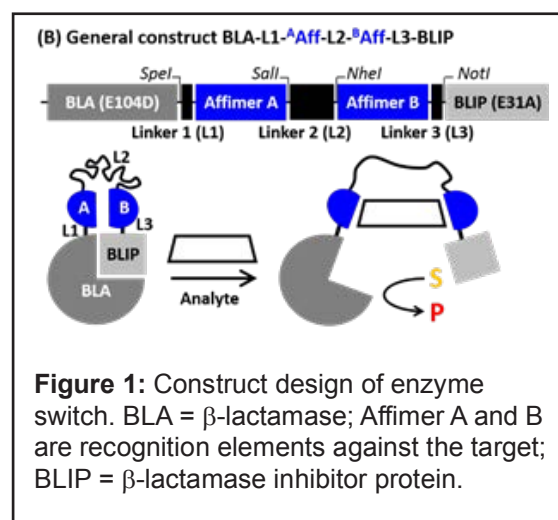 (B) General construct BLA-L1-ᴬAff-L2-ᴮAff-L3-BLIP
SpeI SalI NheI NotI
BLA (E104D) Affimer A Affimer B BLIP (E31A)
Linker 1 (L1) Linker 2 (L2) Linker 3 (L3)
L2
A B
L1 L3
BLIP
BLA
Analyte
S
P
Figure 1: Construct design of enzyme
switch. BLA = β-lactamase; Affimer A and B
are recognition elements against the target;
BLIP = β-lactamase inhibitor protein.